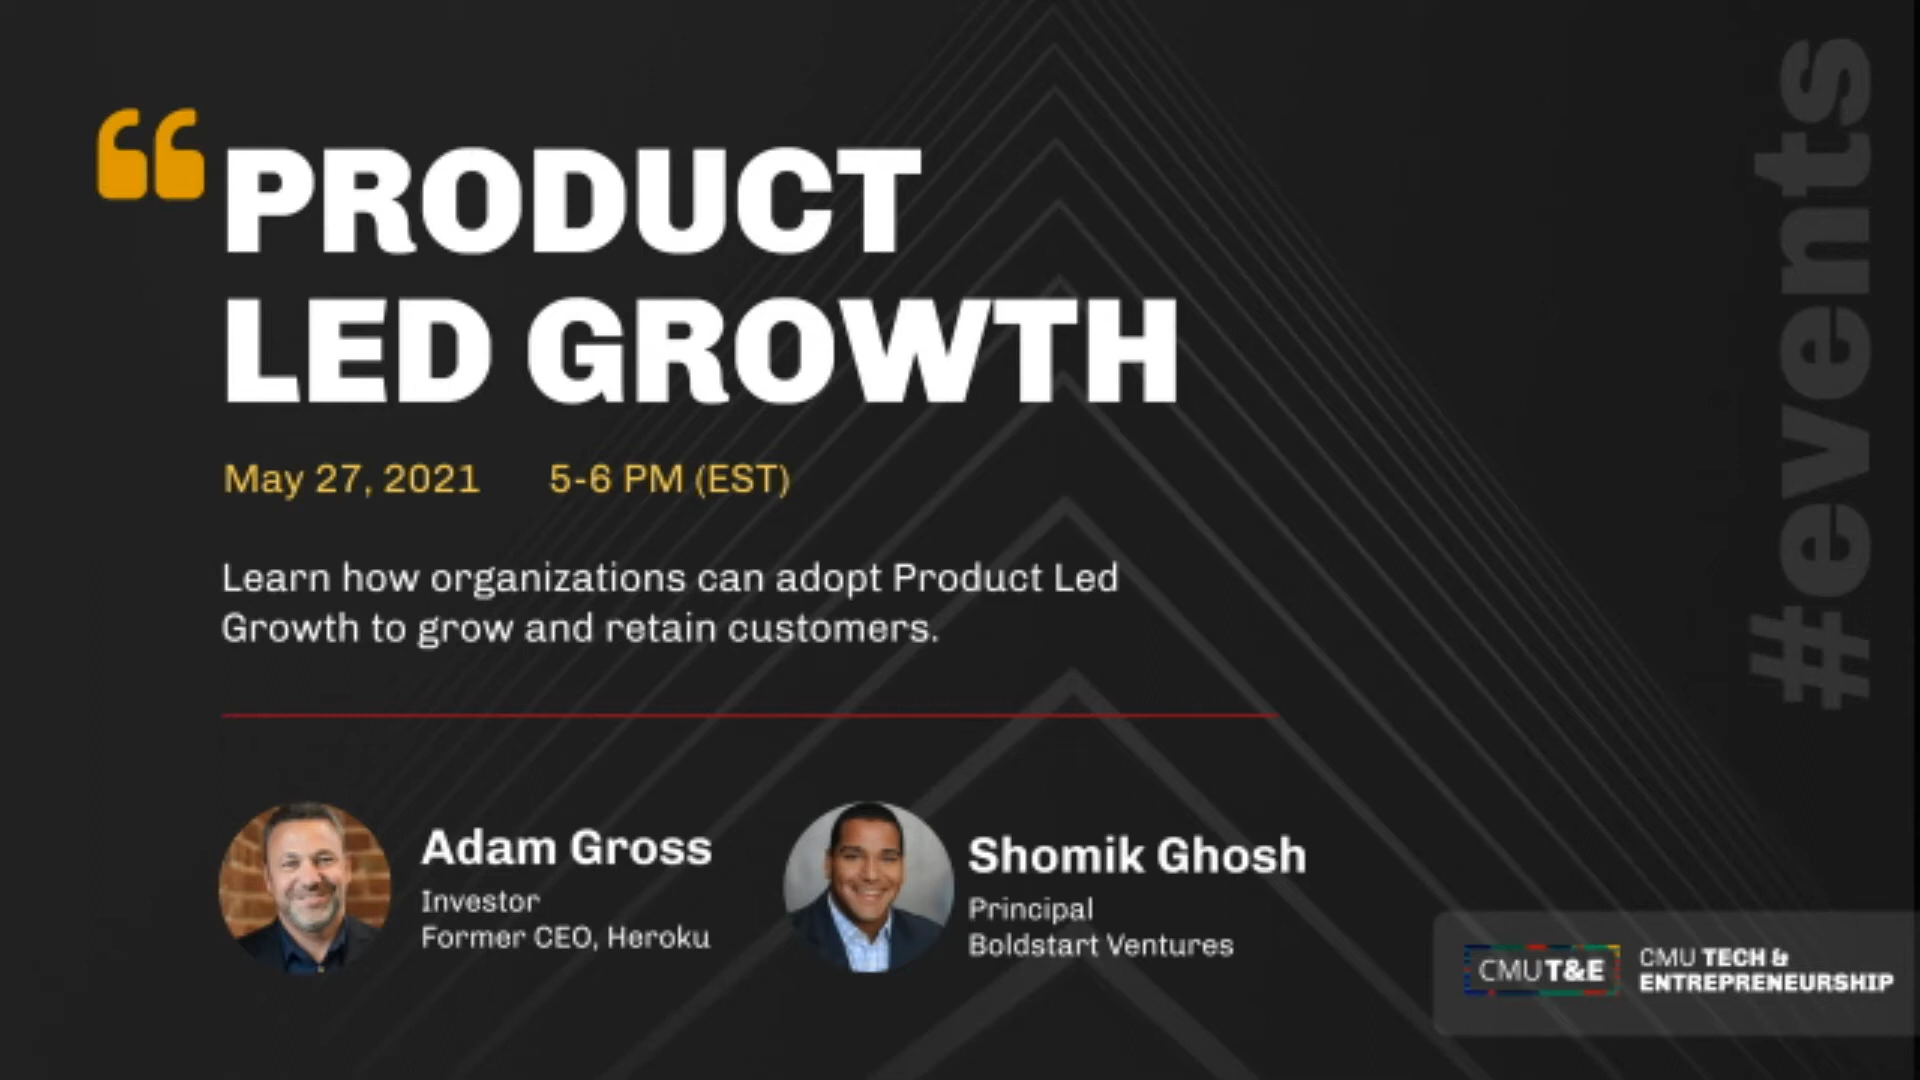 PRODUCT
LED GROWTH
May 27, 2021 5-6 PM (EST)
Learn how organizations can adopt Product Led
Growth to grow and retain customers.
Adam Gross
Investor
Former CEO, Heroku
Shomik Ghosh
Principal
Boldstart Ventures
#events
CMUT&E
CMU TECH &
ENTREPRENEURSHIP